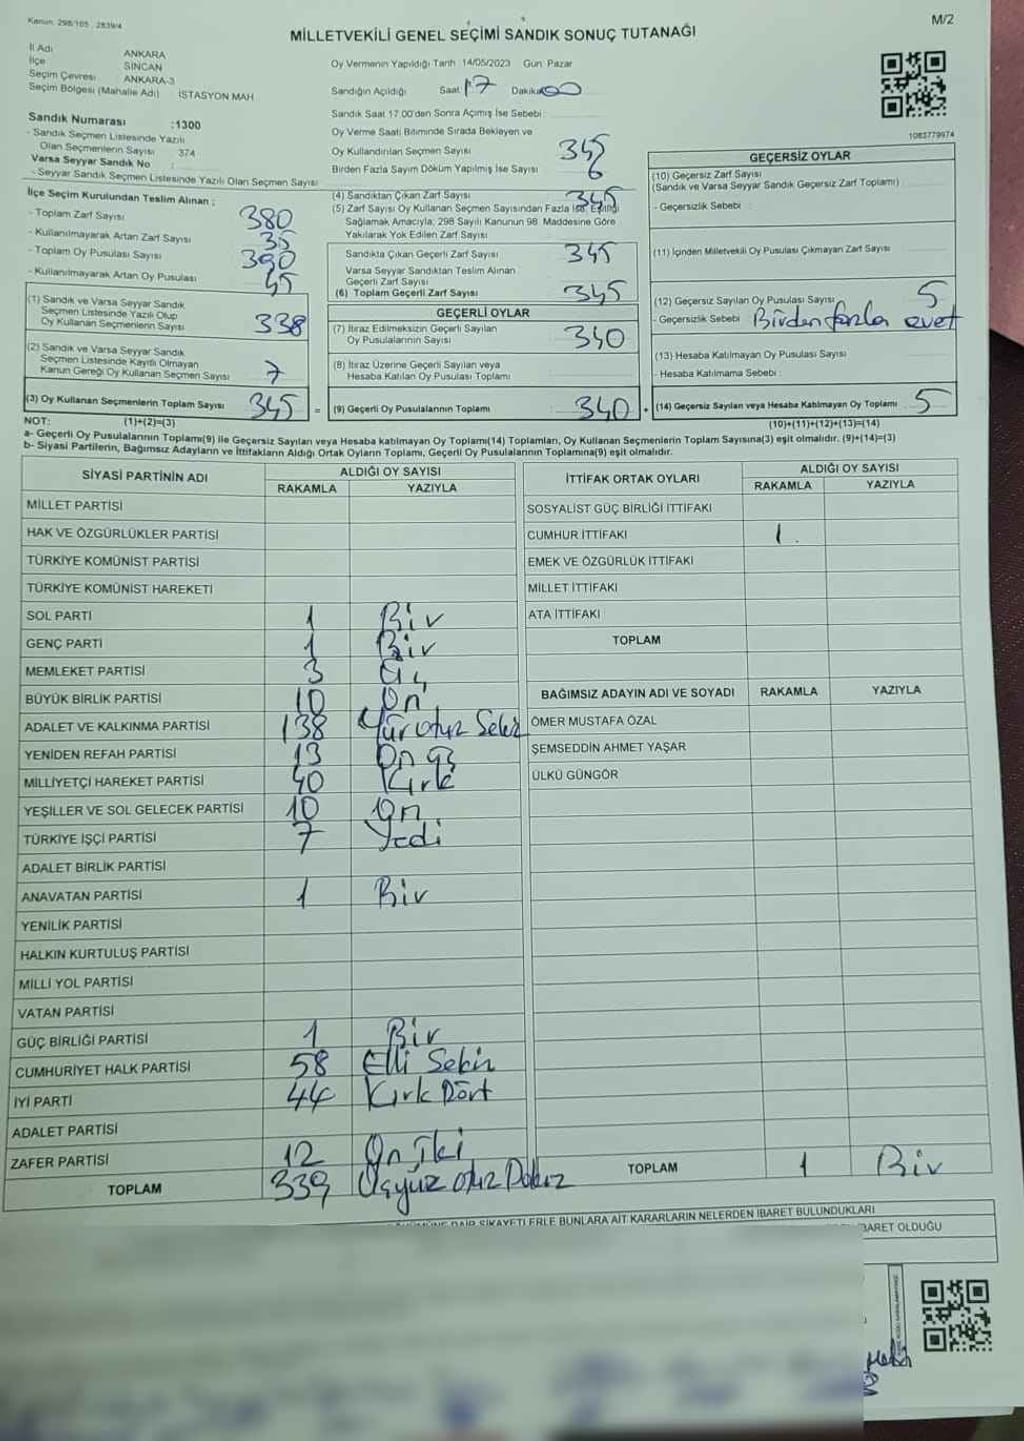 Kanun: 298/105 , 2839/4
M/2
MİLLETVEKİLİ GENEL SEÇİMİ SANDIK SONUÇ TUTANAĞI
İl Adı ANKARA
İlçe SİNCAN
Seçim Çevresi ANKARA-3
Seçim Bölgesi (Mahalle Adı) İSTASYON MAH
Oy Vermenin Yapıldığı Tarih :14/05/2023 Gün: Pazar
Sandığın Açıldığı Saat 17 Dakika 00
Sandık Saat 17.00'den Sonra Açımış İse Sebebi :
Sandık Numarası :1300
- Sandık Seçmen Listesinde Yazılı
Olan Seçmenlerin Sayısı : 374
Varsa Seyyar Sandık No :
- Seyyar Sandık Seçmen Listesinde Yazılı Olan Seçmen Sayısı
Oy Verme Saati Bitiminde Sırada Bekleyen ve
Oy Kullandırılan Seçmen Sayısı
Birden Fazla Sayım Döküm Yapılmış İse Sayısı
1083779974
İlçe Seçim Kurulundan Teslim Alınan ;
- Toplam Zarf Sayısı 380
- Kullanılmayarak Artan Zarf Sayısı 35
- Toplam Oy Pusulası Sayısı 390
- Kullanılmayarak Artan Oy Pusulası 45
(1) Sandık ve Varsa Seyyar Sandık
Seçmen Listesinde Yazılı Olup
Oy Kullanan Seçmenlerin Sayısı 338
(2) Sandık ve Varsa Seyyar Sandık
Seçmen Listesinde Kayıtlı Olmayan
Kanun Gereği Oy Kullanan Seçmen Sayısı 7
(3) Oy Kullanan Seçmenlerin Toplam Sayısı 345 =
(1)+(2)=(3)
(4) Sandıktan Çıkan Zarf Sayısı 345
(5) Zarf Sayısı Oy Kullanan Seçmen Sayısından Fazla İse, Eşitliği
Sağlamak Amacıyla; 298 Sayılı Kanunun 98. Maddesine Göre
Yakılarak Yok Edilen Zarf Sayısı
Sandıkta Çıkan Geçerli Zarf Sayısı 345
Varsa Seyyar Sandıktan Teslim Alınan
Geçerli Zarf Sayısı
(6) Toplam Geçerli Zarf Sayısı 345
GEÇERLİ OYLAR
(7) İtiraz Edilmeksizin Geçerli Sayılan
Oy Pusulalarının Sayısı 340
(8) İtiraz Üzerine Geçerli Sayılan veya
Hesaba Katılan Oy Pusulası Toplamı
(9) Geçerli Oy Pusulalarının Toplamı 340 +
GEÇERSİZ OYLAR
(10) Geçersiz Zarf Sayısı
(Sandık ve Varsa Seyyar Sandık Geçersiz Zarf Toplamı)
- Geçersizlik Sebebi :
(11) İçinden Milletvekili Oy Pusulası Çıkmayan Zarf Sayısı
(12) Geçersiz Sayılan Oy Pusulası Sayısı 5
- Geçersizlik Sebebi : Birden fazla evet
(13) Hesaba Katılmayan Oy Pusulası Sayısı
- Hesaba Katılmama Sebebi :
(14) Geçersiz Sayılan veya Hesaba Katılmayan Oy Toplamı 5
(10)+(11)+(12)+(13)=(14)
NOT:
a- Geçerli Oy Pusulalarının Toplamı(9) ile Geçersiz Sayılan veya Hesaba katılmayan Oy Toplamı(14) Toplamları, Oy Kullanan Seçmenlerin Toplam Sayısına(3) eşit olmalıdır. (9)+(14)=(3)
b- Siyasi Partilerin, Bağımsız Adayların ve İttifakların Aldığı Ortak Oyların Toplamı, Geçerli Oy Pusulalarının Toplamına(9) eşit olmalıdır.
SİYASİ PARTİNİN ADI ALDIĞI OY SAYISI
RAKAMLA YAZIYLA
MİLLET PARTİSİ
HAK VE ÖZGÜRLÜKLER PARTİSİ
TÜRKİYE KOMÜNİST PARTİSİ
TÜRKİYE KOMÜNİST HAREKETİ
SOL PARTİ 1 Bir
GENÇ PARTİ 1 Bir
MEMLEKET PARTİSİ 3 Üç
BÜYÜK BİRLİK PARTİSİ 10 On
ADALET VE KALKINMA PARTİSİ 138 Yüz Otuz Sekiz
YENİDEN REFAH PARTİSİ 13 On üç
MİLLİYETÇİ HAREKET PARTİSİ 40 Kırk
YEŞİLLER VE SOL GELECEK PARTİSİ 10 On
TÜRKİYE İŞÇİ PARTİSİ 7 Yedi
ADALET BİRLİK PARTİSİ
ANAVATAN PARTİSİ 1 Bir
YENİLİK PARTİSİ
HALKIN KURTULUŞ PARTİSİ
MİLLİ YOL PARTİSİ
VATAN PARTİSİ
GÜÇ BİRLİĞİ PARTİSİ 1 Bir
CUMHURİYET HALK PARTİSİ 58 Elli Sekiz
İYİ PARTİ 44 Kırk Dört
ADALET PARTİSİ
ZAFER PARTİSİ 12 On İki
TOPLAM 339 Üçyüz otuz Dokuz
İTTİFAK ORTAK OYLARI ALDIĞI OY SAYISI
RAKAMLA YAZIYLA
SOSYALİST GÜÇ BİRLİĞİ İTTİFAKI
CUMHUR İTTİFAKI 1
EMEK VE ÖZGÜRLÜK İTTİFAKI
MİLLET İTTİFAKI
ATA İTTİFAKI
TOPLAM
BAĞIMSIZ ADAYIN ADI VE SOYADI RAKAMLA YAZIYLA
ÖMER MUSTAFA ÖZAL
ŞEMSEDDİN AHMET YAŞAR
ÜLKÜ GÜNGÖR
TOPLAM 1 Bir
DAİR ŞİKAYETLERLE BUNLARA AİT KARARLARIN NELERDEN İBARET BULUNDUKLARI
İBARET OLDUĞU